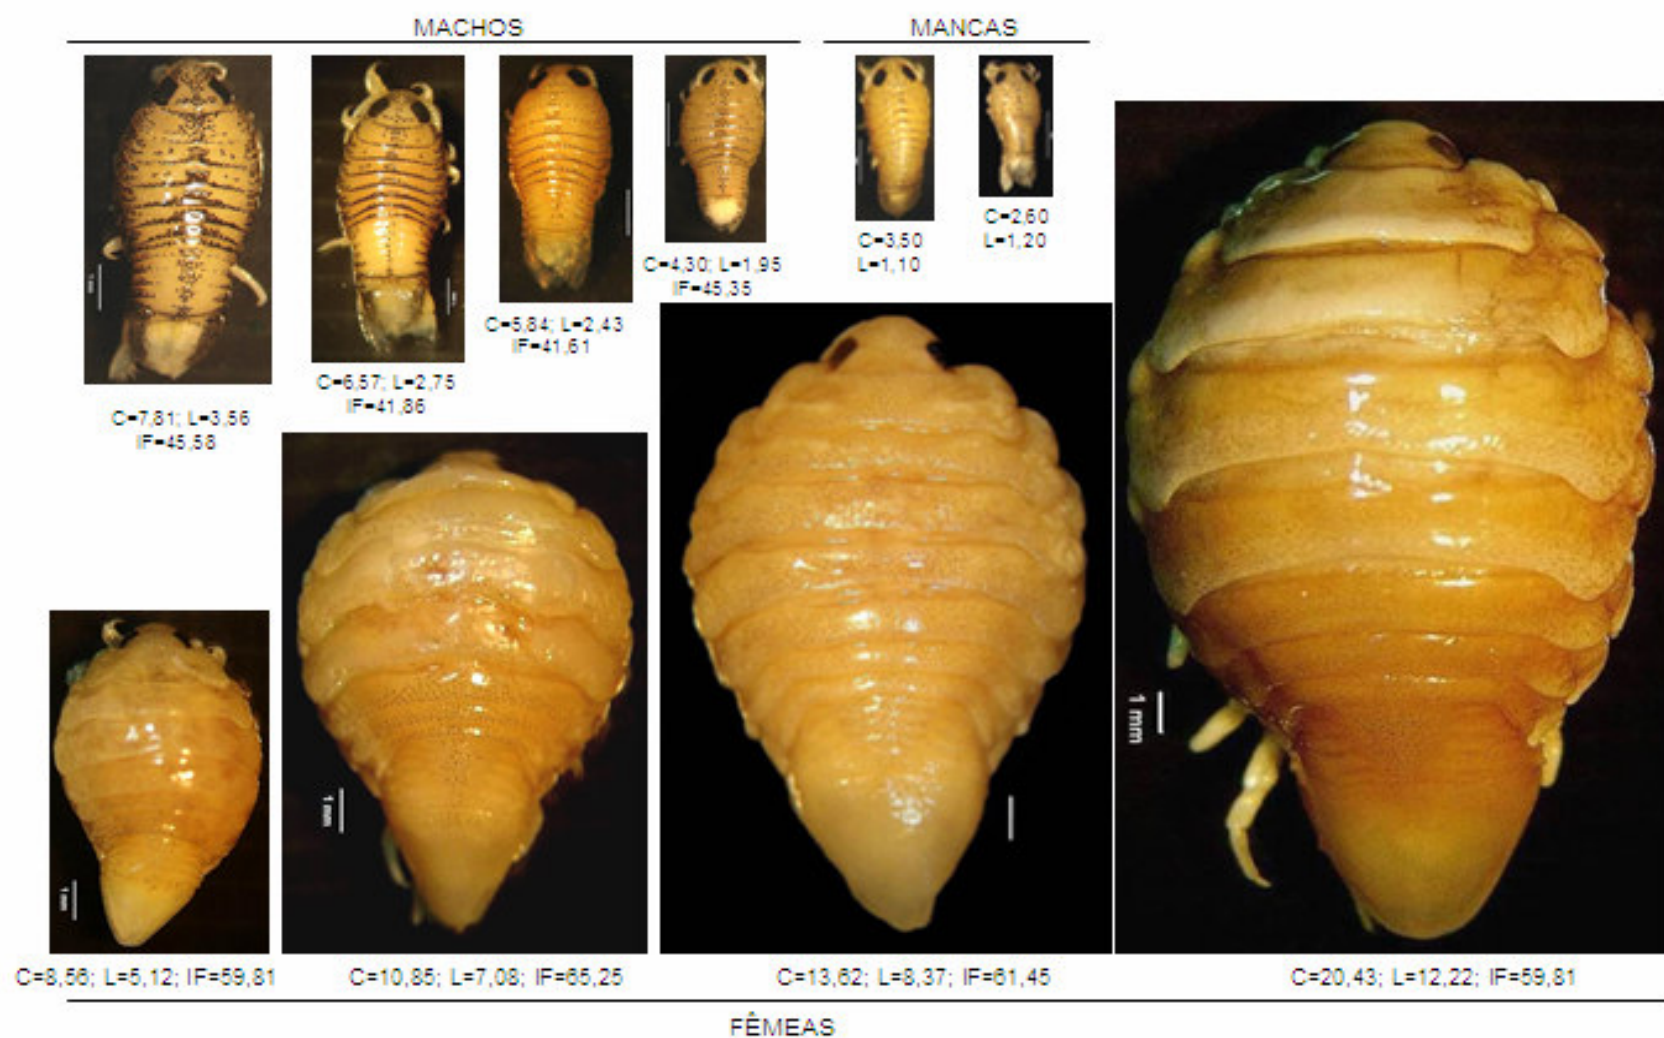 MACHOS
MANCAS
C=7,81; L=3,56
IF=45,58
C=6,57; L=2,75
IF=41,86
C=5,84; L=2,43
IF=41,61
C=4,30; L=1,95
IF=45,35
C=3,50
L=1,10
C=2,60
L=1,20
1 mm
1 mm
1 mm
C=8,56; L=5,12; IF=59,81
C=10,85; L=7,08; IF=65,25
C=13,62; L=8,37; IF=61,45
C=20,43; L=12,22; IF=59,81
FÊMEAS